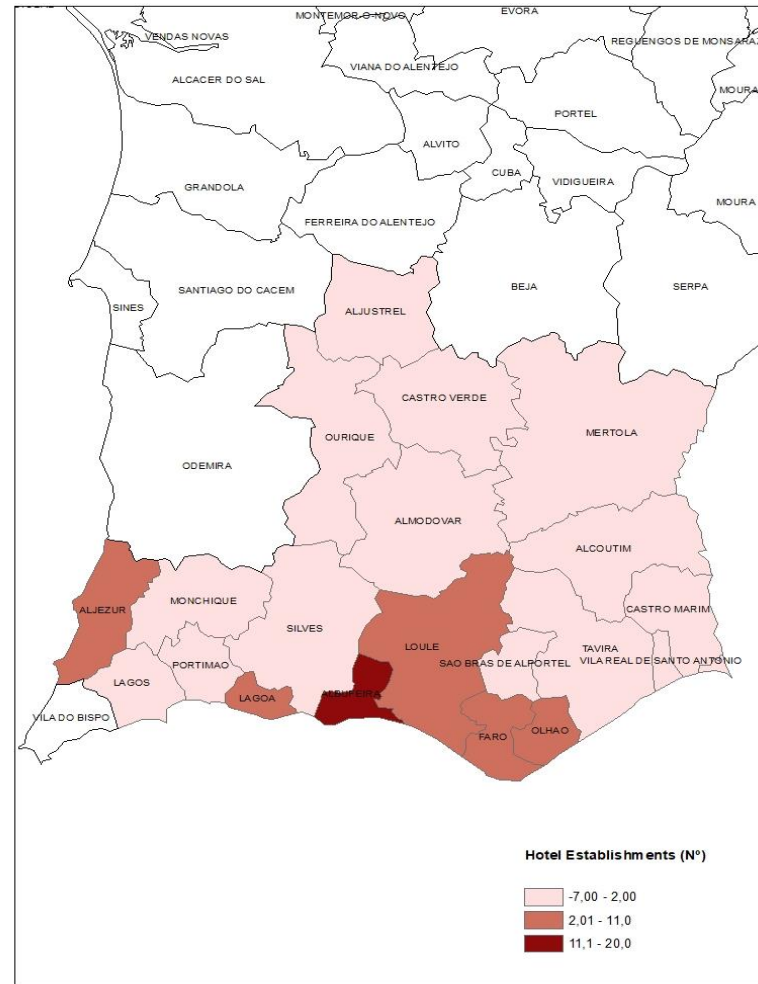 MONTEMOR-O-NOVO
EVORA
VENDAS NOVAS
REGUENGOS DE MONSARAZ
VIANA DO ALENTEJO
ALCACER DO SAL
MOURA
PORTEL
ALVITO
CUBA
VIDIGUEIRA
GRANDOLA
MOURA
FERREIRA DO ALENTEJO
SANTIAGO DO CACEM
BEJA
SERPA
SINES
ALJUSTREL
CASTRO VERDE
MERTOLA
OURIQUE
ODEMIRA
ALMODOVAR
ALCOUTIM
MONCHIQUE
ALJEZUR
CASTRO MARIM
SILVES
LOULE
TAVIRA
SAO BRAS DE ALPORTEL
VILA REAL DE SANTO ANTONIO
PORTIMAO
LAGOS
LAGOA
ALBUFEIRA
VILA DO BISPO
OLHAO
FARO
Hotel Establishments (Nº)
-7,00 - 2,00
2,01 - 11,0
11,1 - 20,0